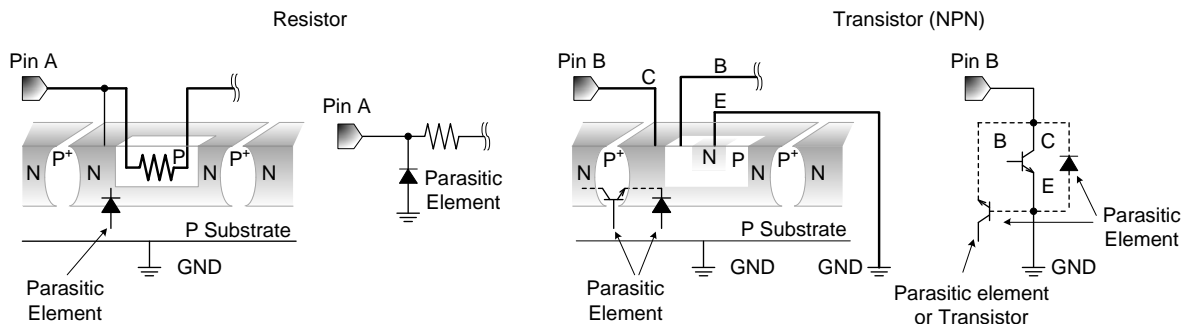 Resistor
Transistor (NPN)
Pin A
N
P+
N
P
N
P+
N
Parasitic
Element
P Substrate
GND
Pin A
Parasitic
Element
Pin B
C
B
E
N
P+
N
N
P
N
P+
N
P Substrate
GND
GND
Parasitic
Element
Pin B
B
C
E
Parasitic
Element
GND
Parasitic element
or Transistor